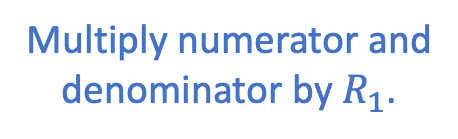 Multiply numerator and
denominator by R₁.